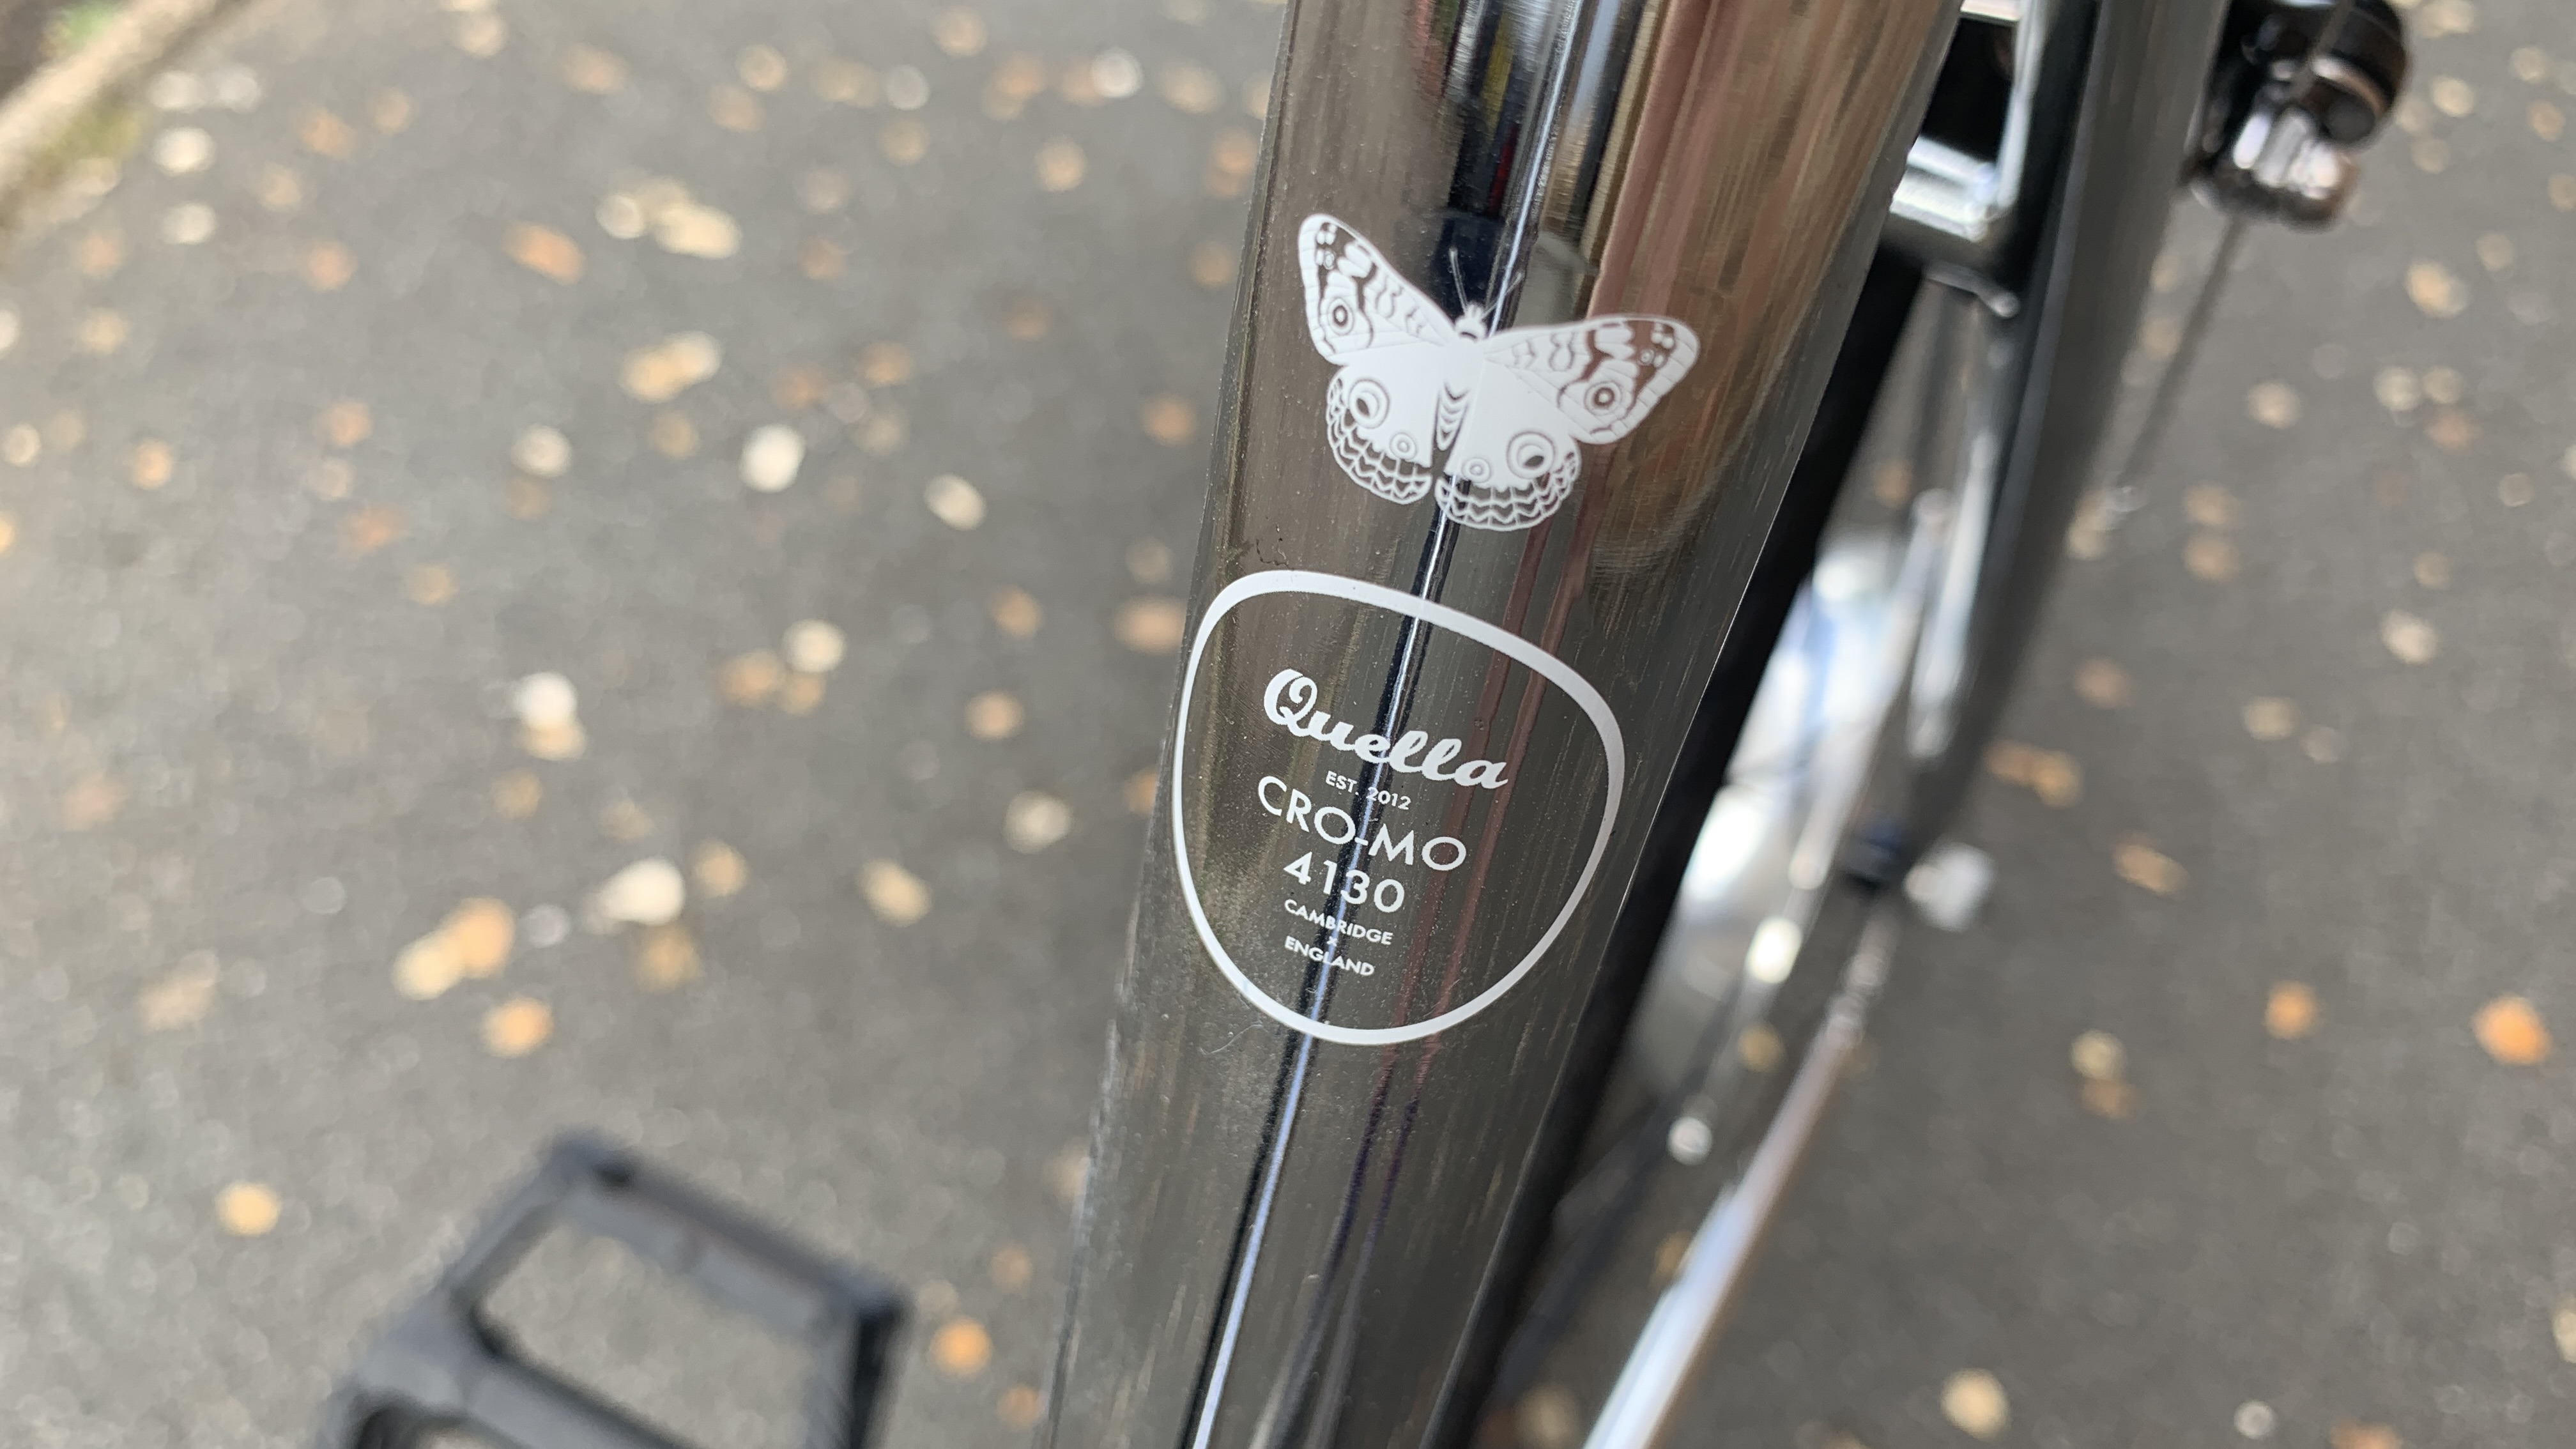 Quella
EST. 2012
CRO-MO
4130
CAMBRIDGE
x
ENGLAND